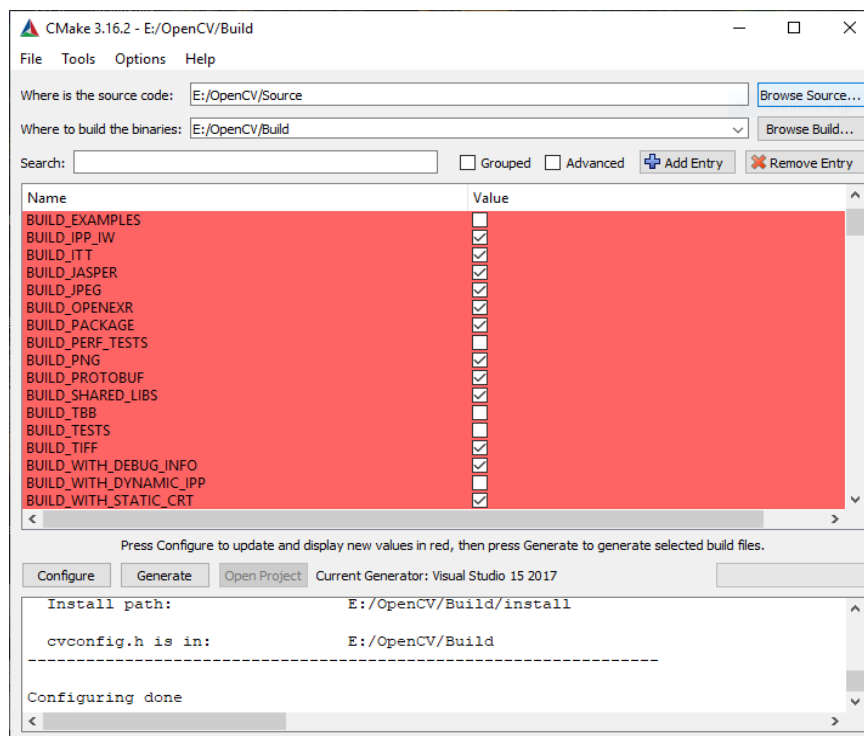 CMake 3.16.2 - E:/OpenCV/Build
File Tools Options Help
Where is the source code: E:/OpenCV/Source Browse Source...
Where to build the binaries: E:/OpenCV/Build Browse Build...
Search: Grouped Advanced Add Entry Remove Entry
Name Value
BUILD_EXAMPLES
BUILD_IPP_IW
BUILD_ITT
BUILD_JASPER
BUILD_JPEG
BUILD_OPENEXR
BUILD_PACKAGE
BUILD_PERF_TESTS
BUILD_PNG
BUILD_PROTOBUF
BUILD_SHARED_LIBS
BUILD_TBB
BUILD_TESTS
BUILD_TIFF
BUILD_WITH_DEBUG_INFO
BUILD_WITH_DYNAMIC_IPP
BUILD_WITH_STATIC_CRT
Press Configure to update and display new values in red, then press Generate to generate selected build files.
Configure Generate Open Project Current Generator: Visual Studio 15 2017
Install path: E:/OpenCV/Build/install
cvconfig.h is in: E:/OpenCV/Build
-----------------------------------------------------------------
Configuring done